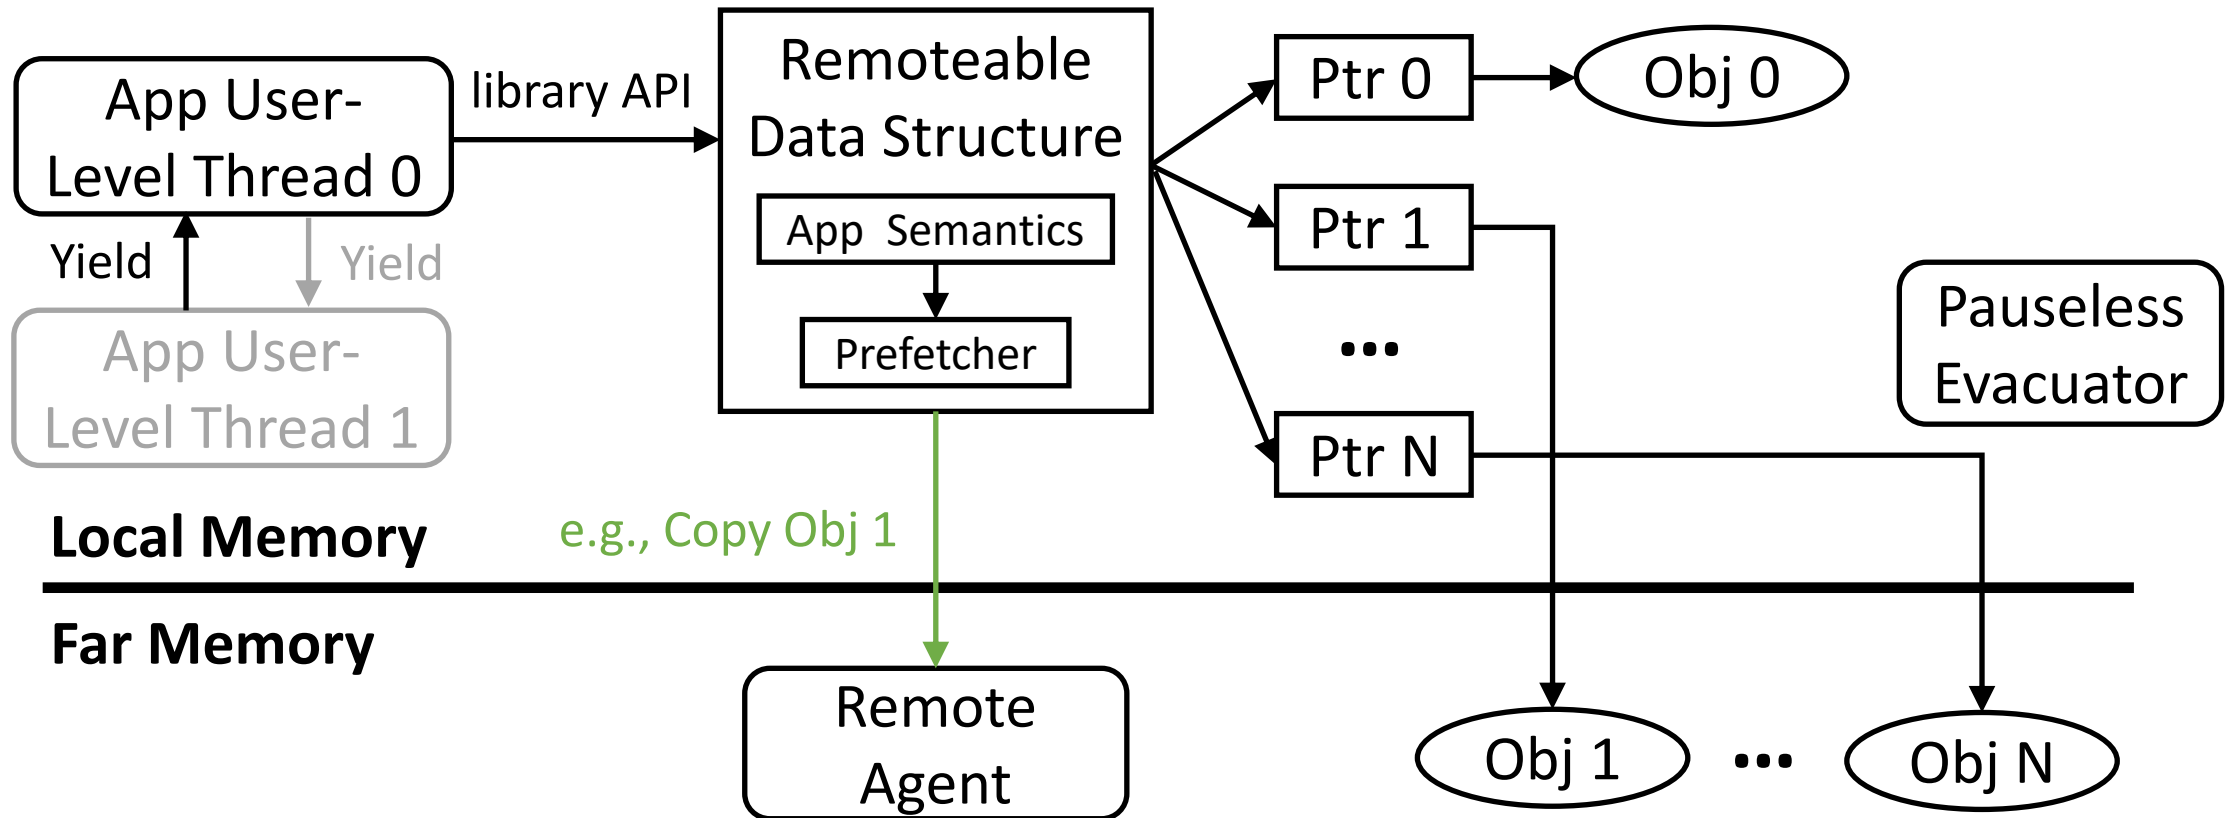 App User-
Level Thread 0
library API
Yield
Yield
App User-
Level Thread 1
Remoteable
Data Structure
App Semantics
Prefetcher
Ptr 0
Obj 0
Ptr 1
...
Ptr N
Pauseless
Evacuator
Local Memory
e.g., Copy Obj 1
Far Memory
Remote
Agent
Obj 1
...
Obj N